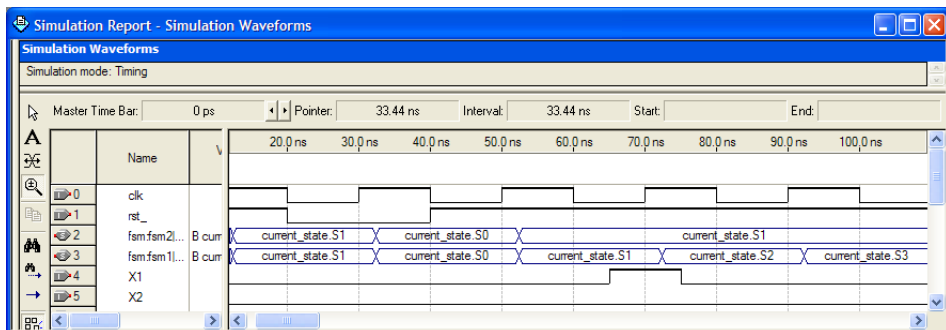 Simulation Report - Simulation Waveforms
Simulation Waveforms
Simulation mode: Timing
Master Time Bar: 0 ps Pointer: 33.44 ns Interval: 33.44 ns Start: End:
A Name V 20.0 ns 30.0 ns 40.0 ns 50.0 ns 60.0 ns 70.0 ns 80.0 ns 90.0 ns 100.0 ns
0 clk
1 rst_
2 fsm:fsm2|... B curr current_state.S1 current_state.S0 current_state.S1
3 fsm:fsm1|... B curr current_state.S1 current_state.S0 current_state.S1 current_state.S2 current_state.S3
4 X1
5 X2